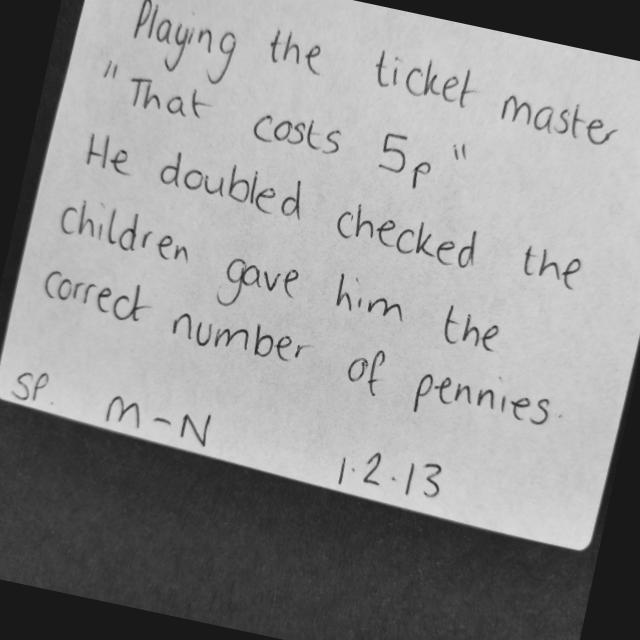 Playing the ticket master
"That costs 5p"
He doubled checked the
children gave him the
correct number of pennies.
SP. M-N 1.2.13